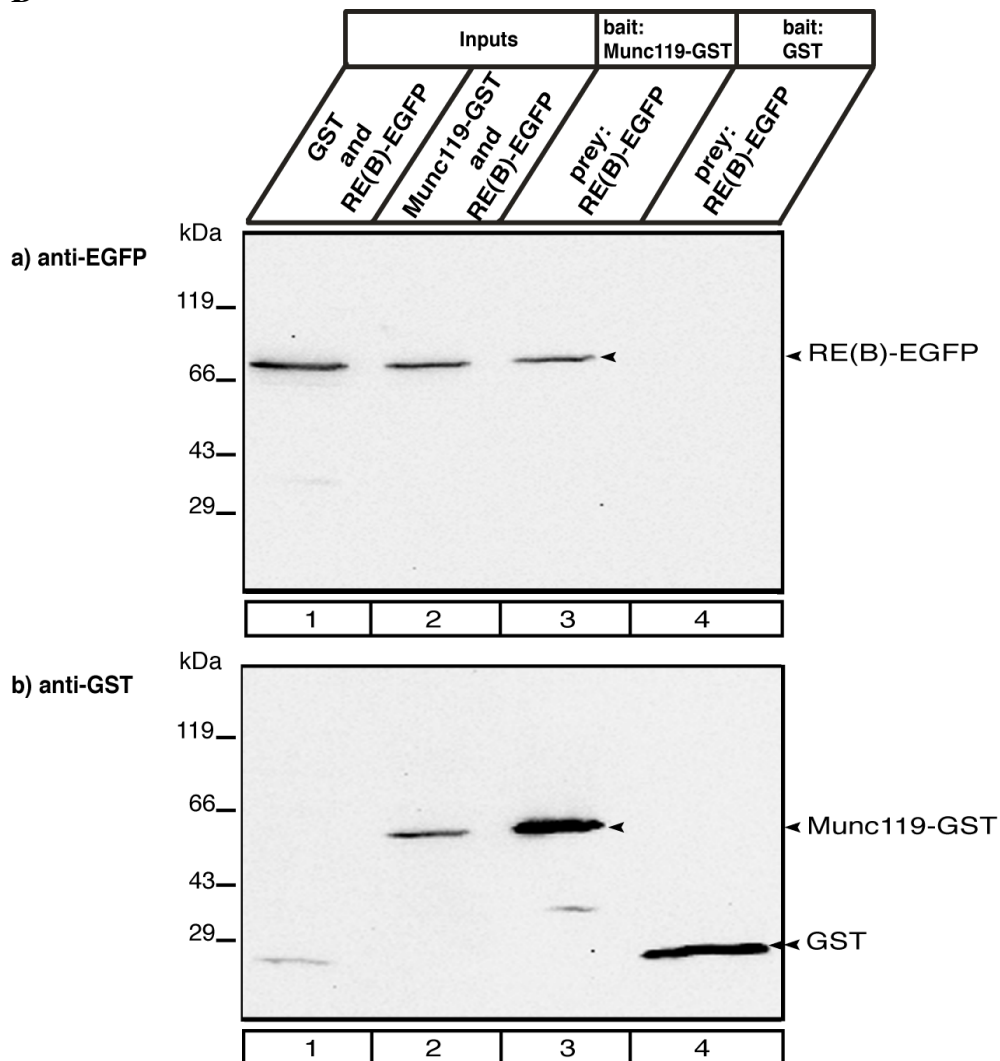 Inputs
bait:
Munc119-GST
bait:
GST
GST
and
RE(B)-EGFP
Munc119-GST
and
RE(B)-EGFP
prey:
RE(B)-EGFP
prey:
RE(B)-EGFP
a) anti-EGFP
kDa
119
66
43
29
RE(B)-EGFP
1 2 3 4
b) anti-GST
kDa
119
66
43
29
Munc119-GST
GST
1 2 3 4